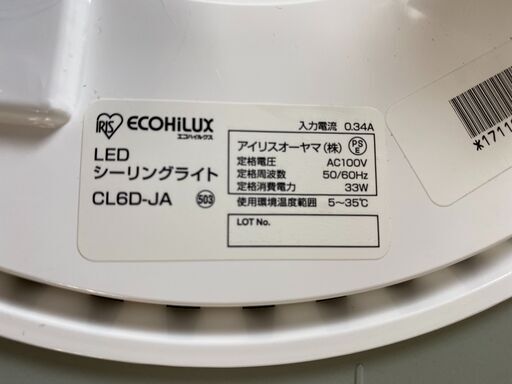 IRIS ECOHiLUX
エコハイルクス
LED
シーリングライト
CL6D-JA 503
入力電流 0.34A
アイリスオーヤマ(株) PSE
定格電圧 AC100V
定格周波数 50/60Hz
定格消費電力 33W
使用環境温度範囲 5～35℃
LOT No.